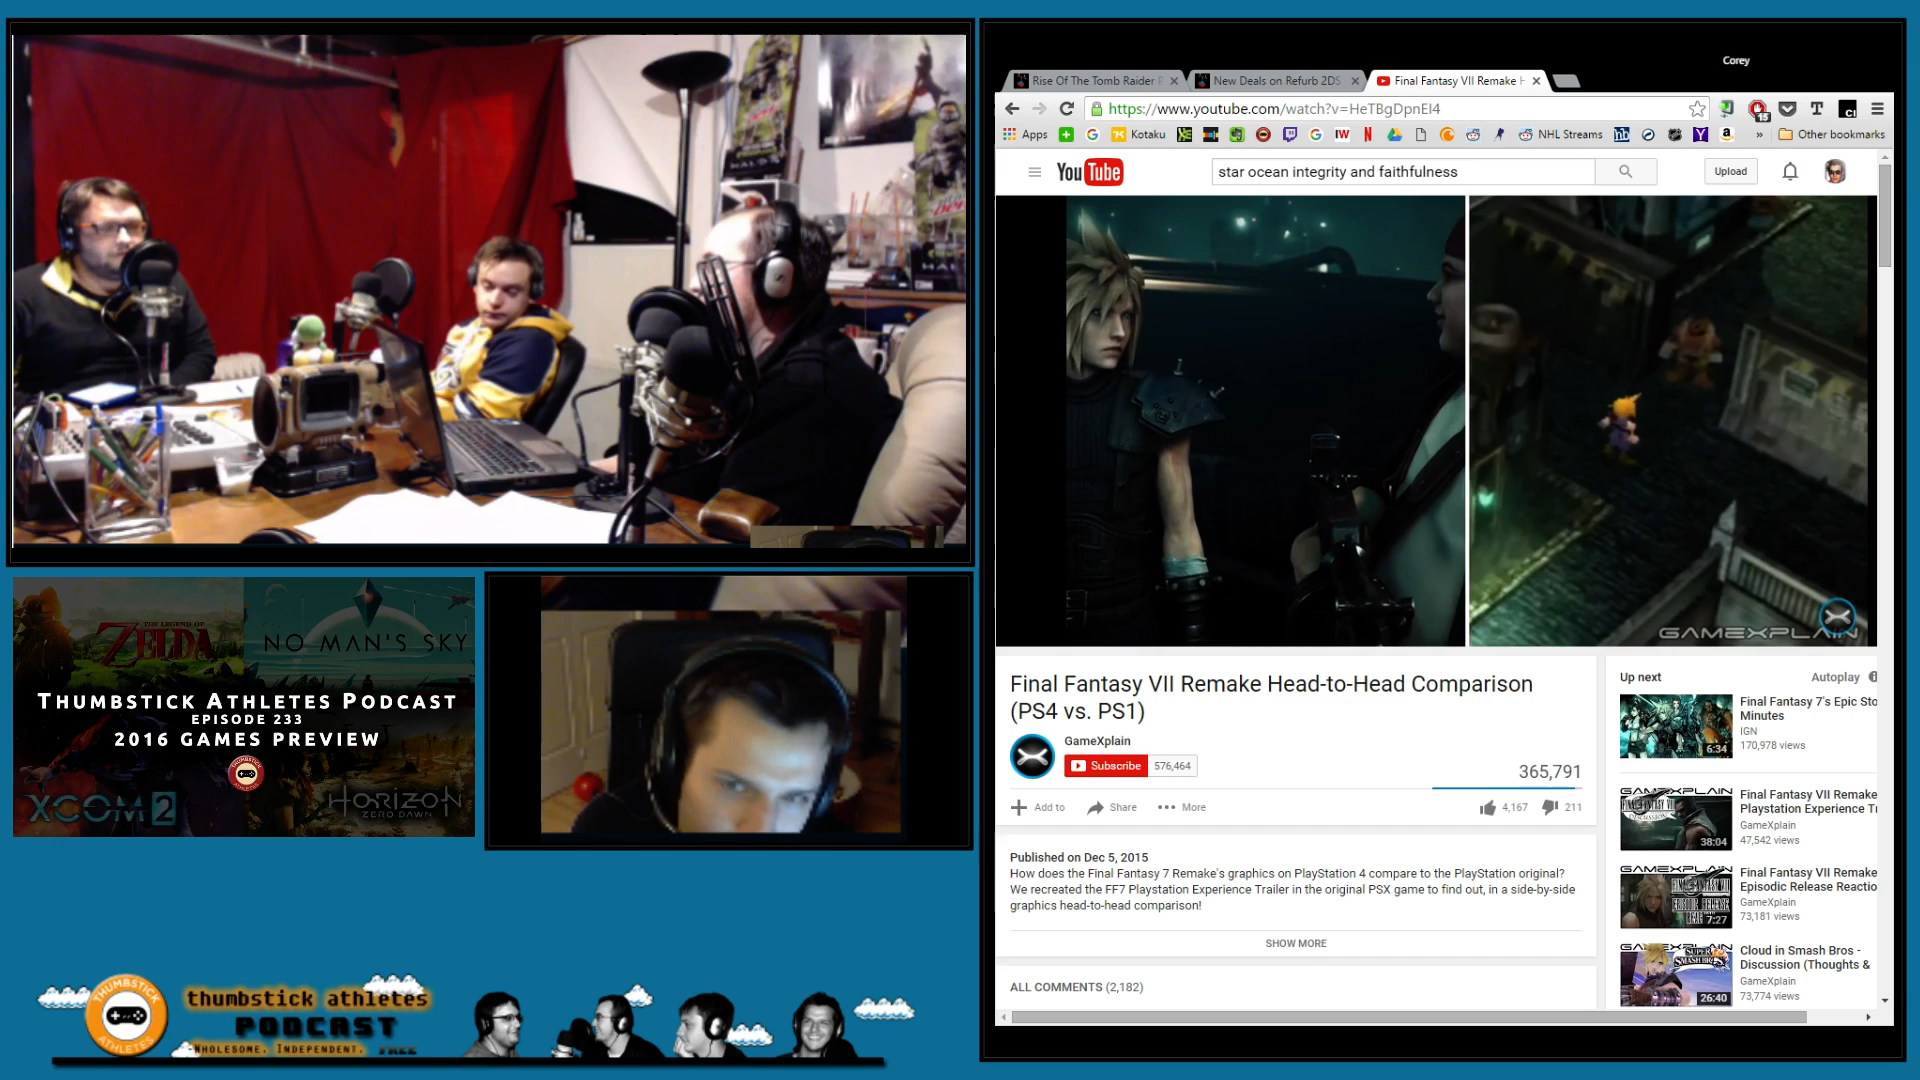 HALO
Corey
Rise Of The Tomb Raider P
New Deals on Refurb 2DS
Final Fantasy VII Remake H
https://www.youtube.com/watch?v=HeTBgDpnEI4
15
Apps
Kotaku
IW
NHL Streams
Other bookmarks
YouTube
star ocean integrity and faithfulness
Upload
GAMEXPLAIN
Final Fantasy VII Remake Head-to-Head Comparison
(PS4 vs. PS1)
GameXplain
Subscribe 576,464
365,791
Add to Share More
4,167 211
Published on Dec 5, 2015
How does the Final Fantasy 7 Remake's graphics on PlayStation 4 compare to the PlayStation original?
We recreated the FF7 Playstation Experience Trailer in the original PSX game to find out, in a side-by-side
graphics head-to-head comparison!
SHOW MORE
ALL COMMENTS (2,182)
Up next Autoplay
Final Fantasy 7's Epic Sto
Minutes
IGN
170,978 views
6:34
Final Fantasy VII Remake
Playstation Experience Tr
GameXplain
47,542 views
38:04
Final Fantasy VII Remake
Episodic Release Reactio
GameXplain
73,181 views
7:27
Cloud in Smash Bros -
Discussion (Thoughts &
GameXplain
73,774 views
26:40
THE LEGEND OF
ZELDA
NO MAN'S SKY
THUMBSTICK ATHLETES PODCAST
EPISODE 233
2016 GAMES PREVIEW
XCOM 2
HORIZON
ZERO DAWN
THUMBSTICK
ATHLETES
thumbstick athletes
PODCAST
WHOLESOME. INDEPENDENT. FREE